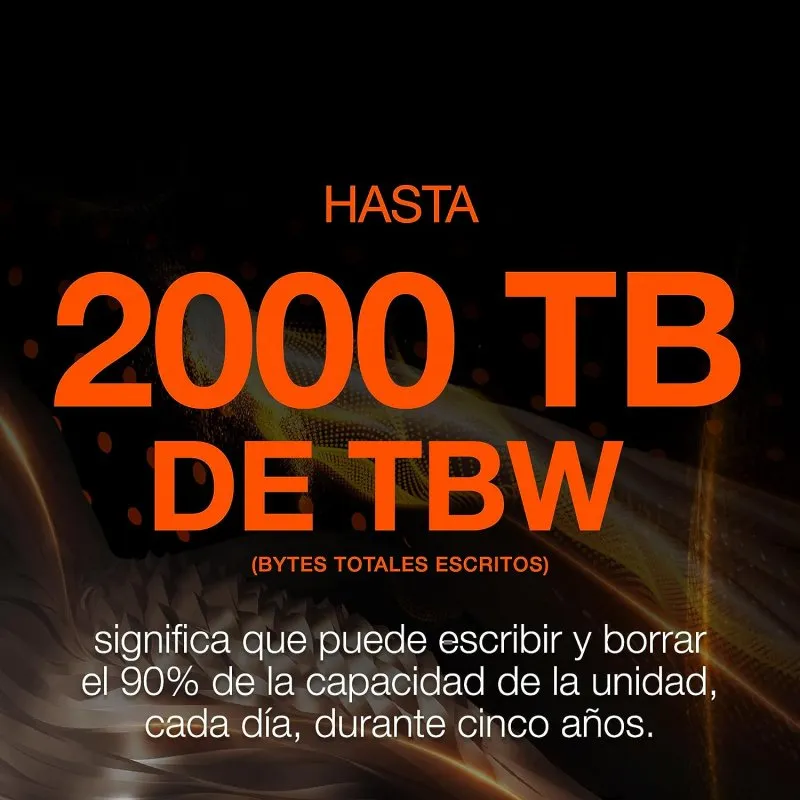 HASTA
2000 TB
DE TBW
(BYTES TOTALES ESCRITOS)
significa que puede escribir y borrar
el 90% de la capacidad de la unidad,
cada día, durante cinco años.